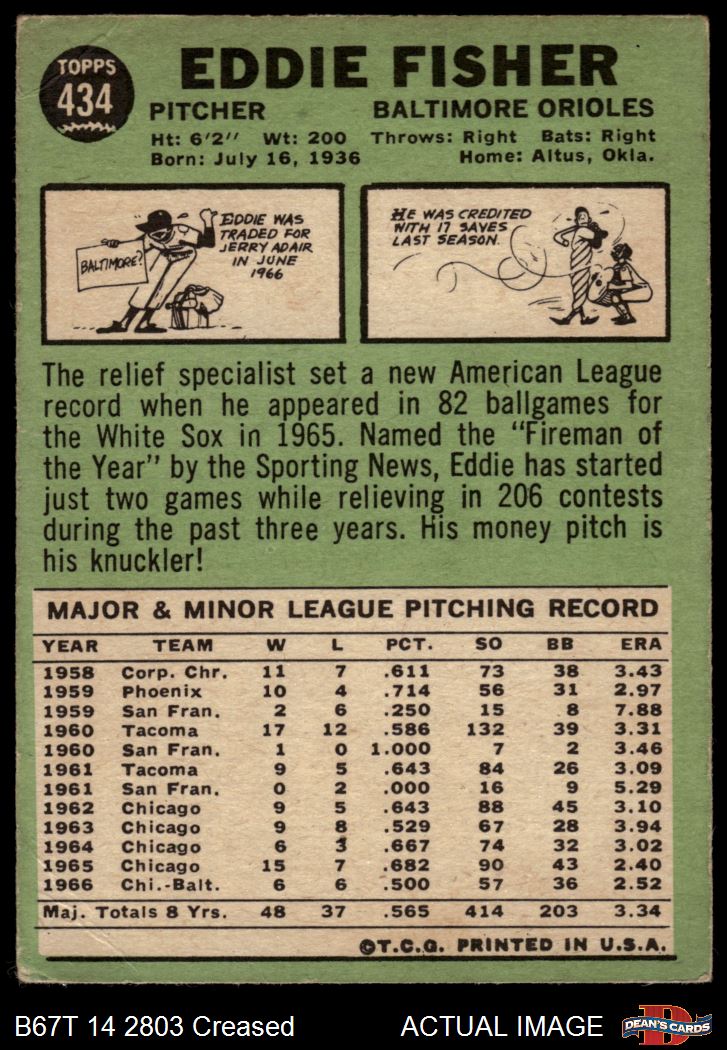 TOPPS
434
EDDIE FISHER
PITCHER BALTIMORE ORIOLES
Ht: 6'2" Wt: 200 Throws: Right Bats: Right
Born: July 16, 1936 Home: Altus, Okla.
BALTIMORE?
EDDIE WAS
TRADED FOR
JERRY ADAIR
IN JUNE
1966
HE WAS CREDITED
WITH 17 SAVES
LAST SEASON.
The relief specialist set a new American League
record when he appeared in 82 ballgames for
the White Sox in 1965. Named the "Fireman of
the Year" by the Sporting News, Eddie has started
just two games while relieving in 206 contests
during the past three years. His money pitch is
his knuckler!
MAJOR & MINOR LEAGUE PITCHING RECORD
YEAR TEAM W L PCT. SO BB ERA
1958 Corp. Chr. 11 7 .611 73 38 3.43
1959 Phoenix 10 4 .714 56 31 2.97
1959 San Fran. 2 6 .250 15 8 7.88
1960 Tacoma 17 12 .586 132 39 3.31
1960 San Fran. 1 0 1.000 7 2 3.46
1961 Tacoma 9 5 .643 84 26 3.09
1961 San Fran. 0 2 .000 16 9 5.29
1962 Chicago 9 5 .643 88 45 3.10
1963 Chicago 9 8 .529 67 28 3.94
1964 Chicago 6 3 .667 74 32 3.02
1965 Chicago 15 7 .682 90 43 2.40
1966 Chi.-Balt. 6 6 .500 57 36 2.52
Maj. Totals 8 Yrs. 48 37 .565 414 203 3.34
©T.C.G. PRINTED IN U.S.A.
B67T 14 2803 Creased ACTUAL IMAGE
D
DEAN'S CARDS